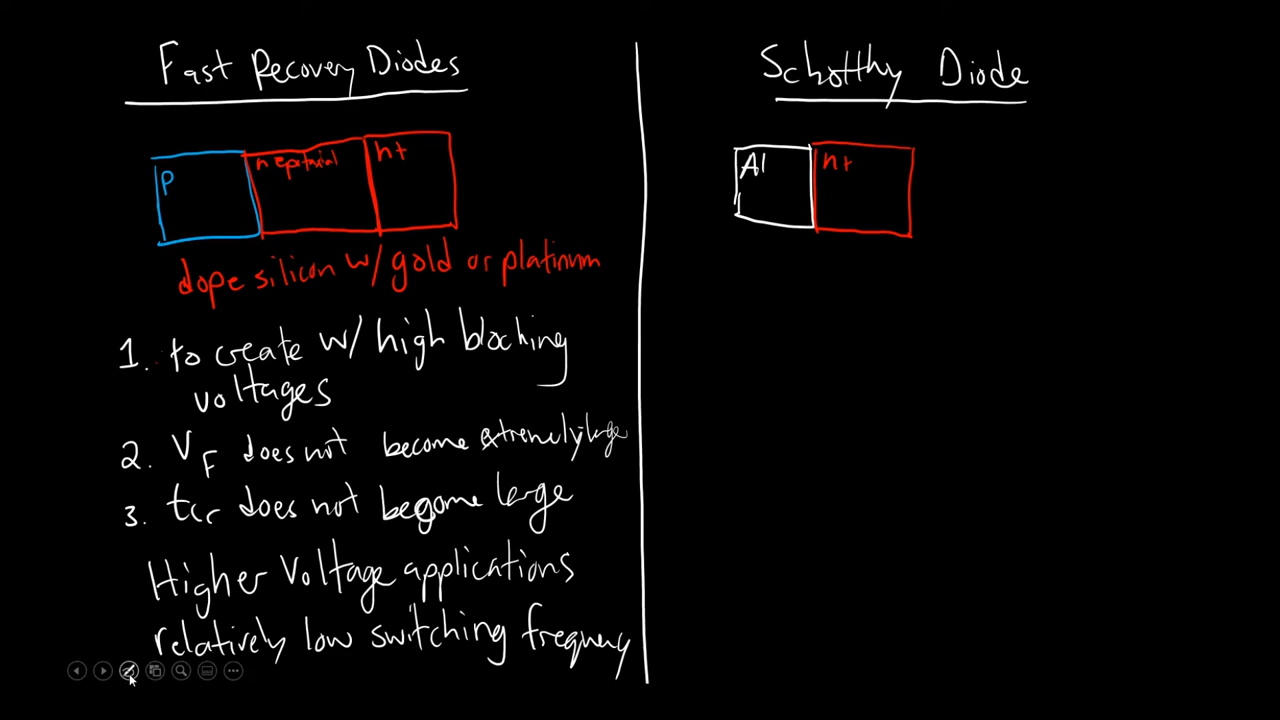 Fast Recovery Diodes
p
n epitaxial
n+
dope silicon w/ gold or platinum
1. to create w/ high blocking
voltages
2. VF does not become extremely large
3. trr does not become large
Higher Voltage applications
relatively low switching frequency
Schottky Diode
Al
n+